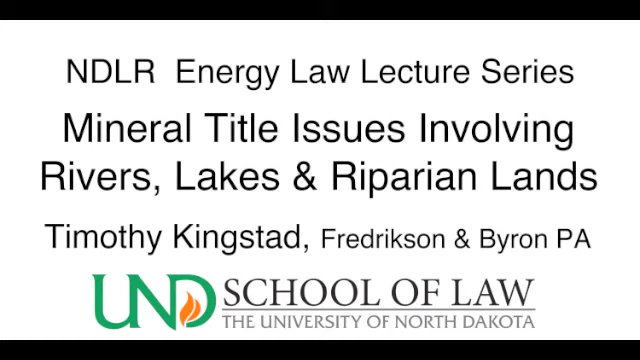 NDLR Energy Law Lecture Series
Mineral Title Issues Involving
Rivers, Lakes & Riparian Lands
Timothy Kingstad, Fredrikson & Byron PA
UND SCHOOL OF LAW
THE UNIVERSITY OF NORTH DAKOTA